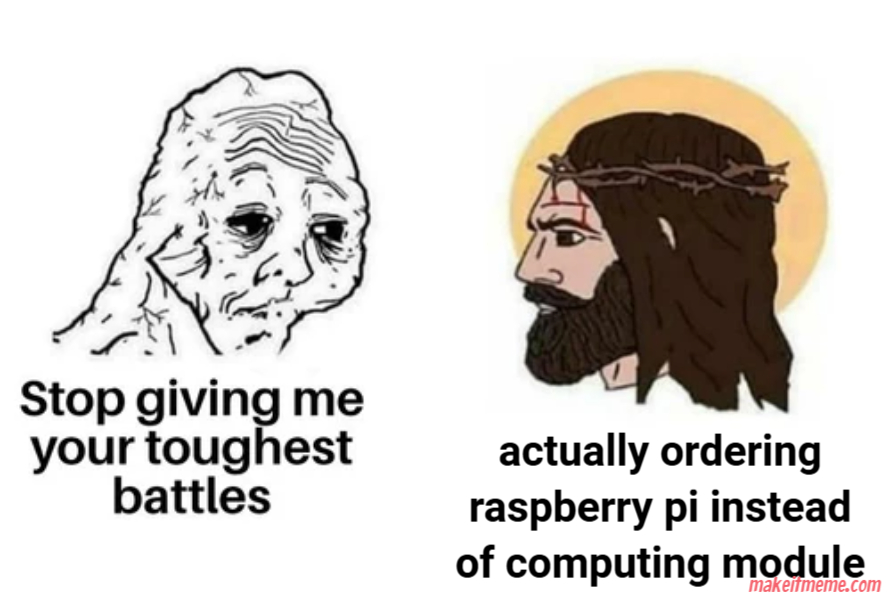 Stop giving me
your toughest
battles
actually ordering
raspberry pi instead
of computing module
makeitmeme.com